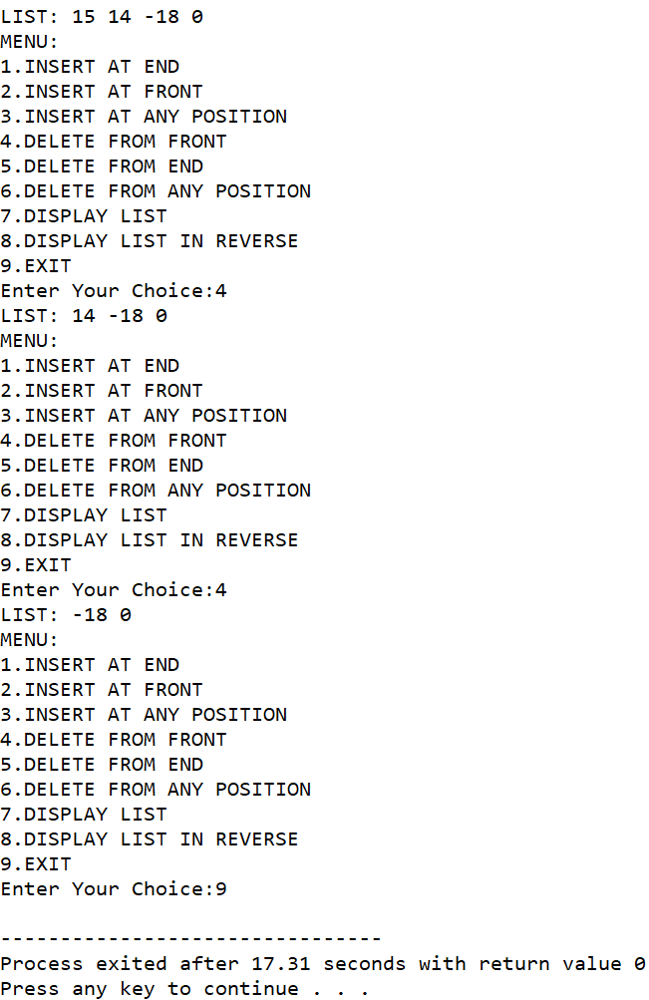 LIST: 15 14 -18 0
MENU:
1.INSERT AT END
2.INSERT AT FRONT
3.INSERT AT ANY POSITION
4.DELETE FROM FRONT
5.DELETE FROM END
6.DELETE FROM ANY POSITION
7.DISPLAY LIST
8.DISPLAY LIST IN REVERSE
9.EXIT
Enter Your Choice:4
LIST: 14 -18 0
MENU:
1.INSERT AT END
2.INSERT AT FRONT
3.INSERT AT ANY POSITION
4.DELETE FROM FRONT
5.DELETE FROM END
6.DELETE FROM ANY POSITION
7.DISPLAY LIST
8.DISPLAY LIST IN REVERSE
9.EXIT
Enter Your Choice:4
LIST: -18 0
MENU:
1.INSERT AT END
2.INSERT AT FRONT
3.INSERT AT ANY POSITION
4.DELETE FROM FRONT
5.DELETE FROM END
6.DELETE FROM ANY POSITION
7.DISPLAY LIST
8.DISPLAY LIST IN REVERSE
9.EXIT
Enter Your Choice:9
--------------------------------
Process exited after 17.31 seconds with return value 0
Press any key to continue . . .